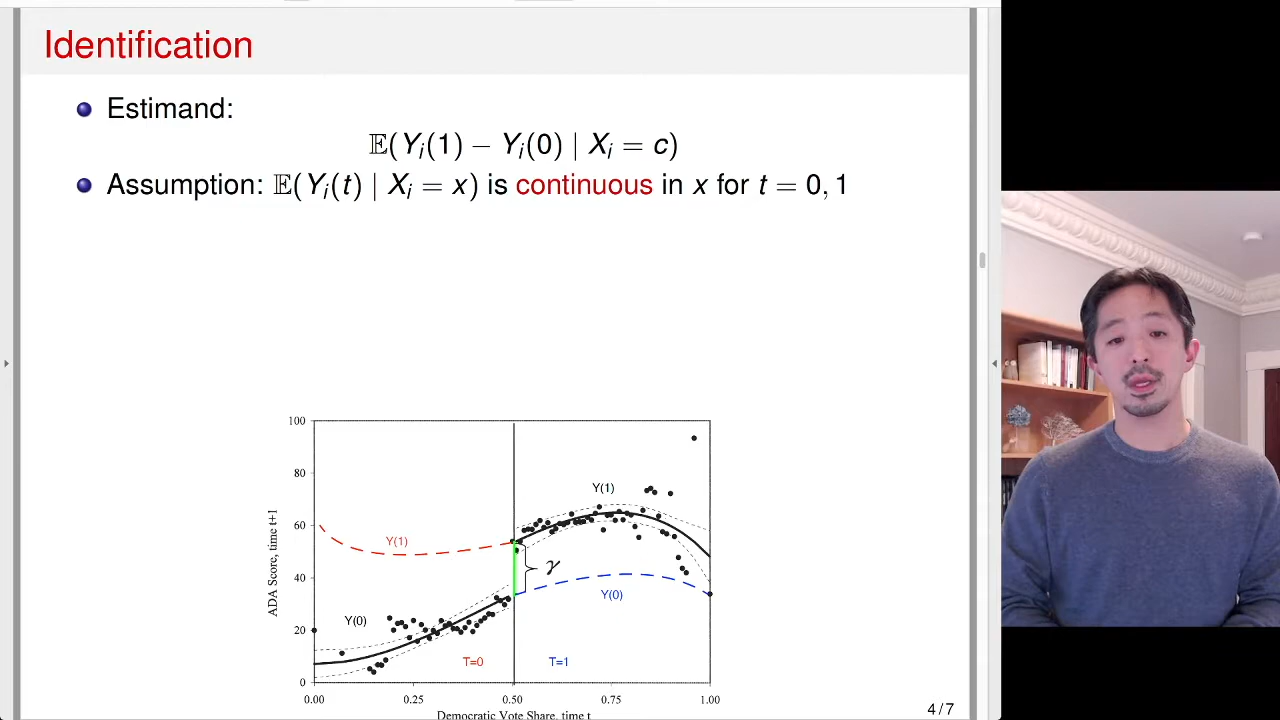 Identification
Estimand:
𝔼(Yᵢ(1) − Yᵢ(0) | Xᵢ = c)
Assumption: 𝔼(Yᵢ(t) | Xᵢ = x) is continuous in x for t = 0, 1
100
80
60
40
20
0
ADA Score, time t+1
Y(1)
Y(1)
γ
Y(0)
Y(0)
T=0
T=1
0.00
0.25
0.50
0.75
1.00
Democratic Vote Share, time t
4 / 7